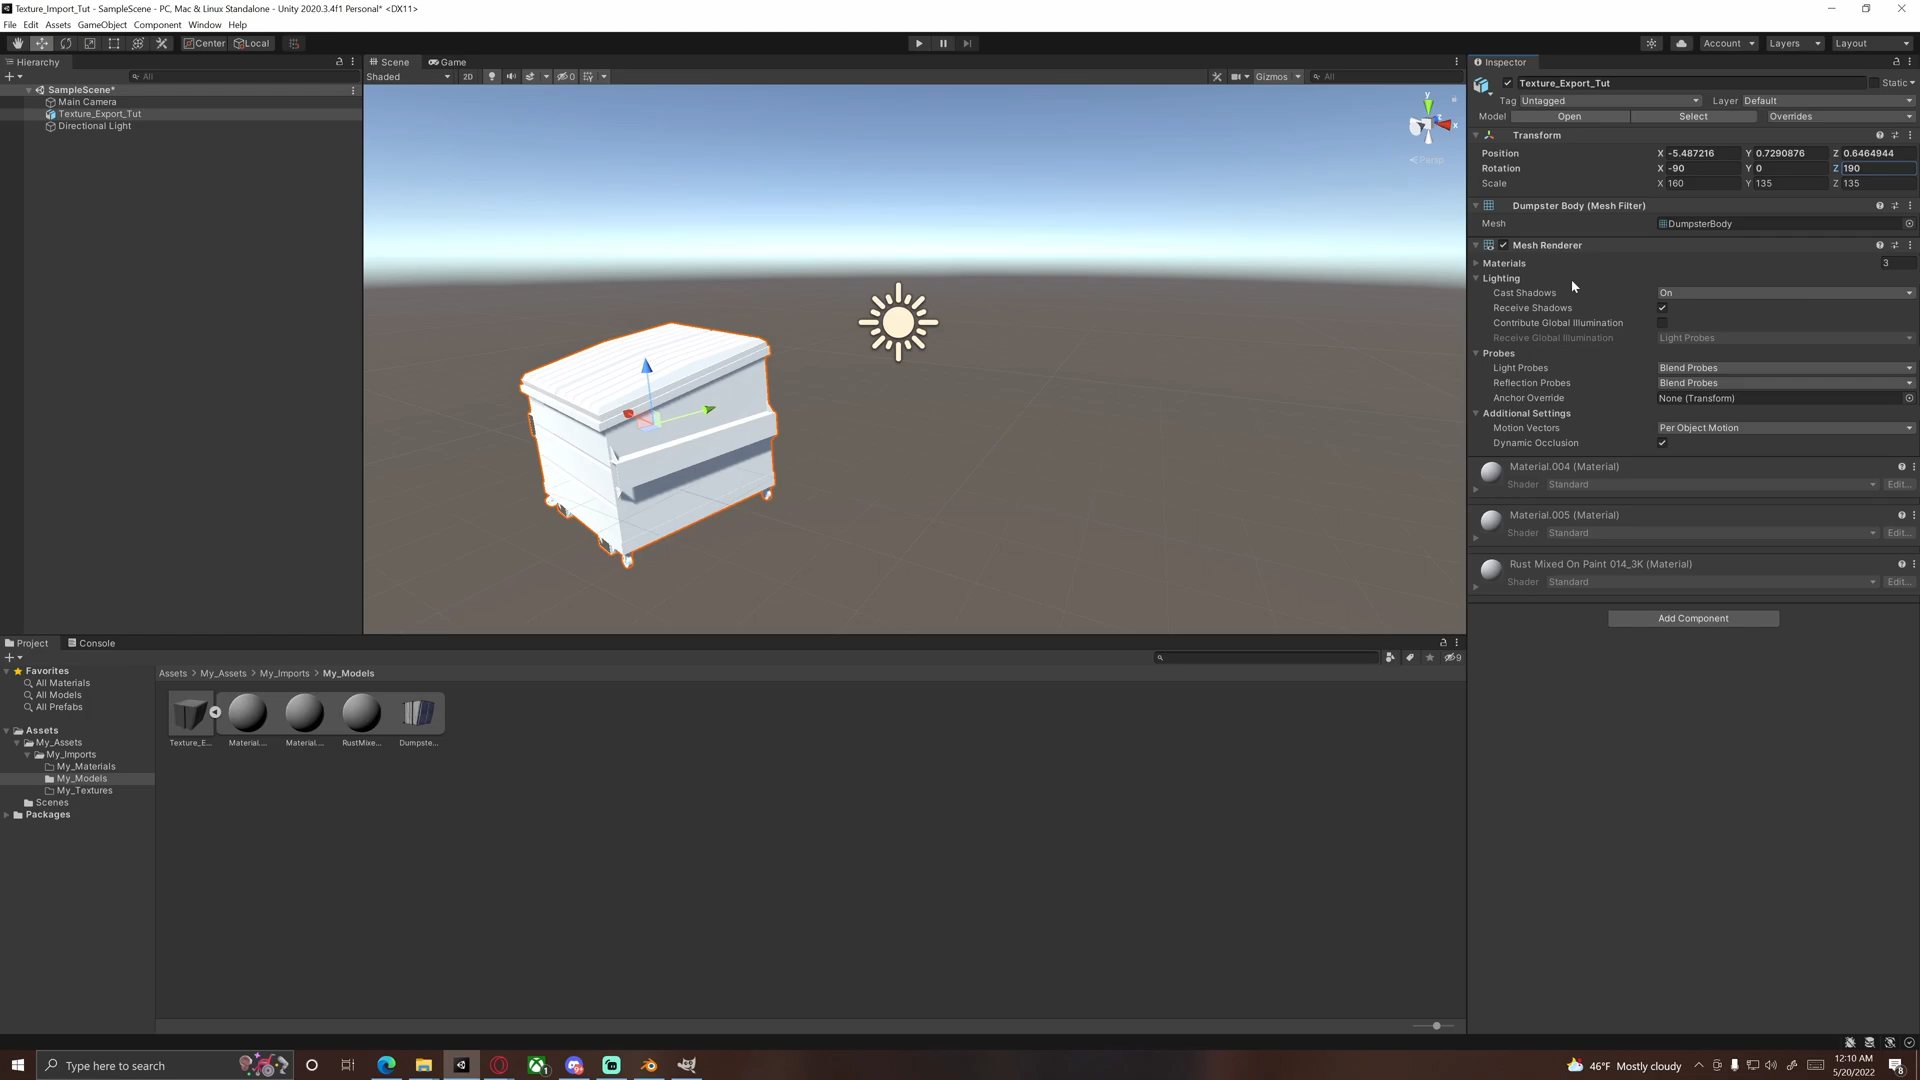 Texture_Import_Tut - SampleScene - PC, Mac & Linux Standalone - Unity 2020.3.4f1 Personal* <DX11>
File Edit Assets GameObject Component Window Help
Center Local Account Layers Layout
Hierarchy
All
SampleScene*
Main Camera
Texture_Export_Tut
Directional Light
Scene Game
Shaded 2D 0 Gizmos All
y
x
z
Persp
Inspector
Texture_Export_Tut Static
Tag Untagged Layer Default
Model Open Select Overrides
Transform
Position X -5.487216 Y 0.7290876 Z 0.6464944
Rotation X -90 Y 0 Z 190
Scale X 160 Y 135 Z 135
Dumpster Body (Mesh Filter)
Mesh DumpsterBody
Mesh Renderer
Materials 3
Lighting
Cast Shadows On
Receive Shadows
Contribute Global Illumination
Receive Global Illumination Light Probes
Probes
Light Probes Blend Probes
Reflection Probes Blend Probes
Anchor Override None (Transform)
Additional Settings
Motion Vectors Per Object Motion
Dynamic Occlusion
Material.004 (Material)
Shader Standard Edit...
Material.005 (Material)
Shader Standard Edit...
Rust Mixed On Paint 014_3K (Material)
Shader Standard Edit...
Add Component
Project Console
9
Favorites
All Materials
All Models
All Prefabs
Assets
My_Assets
My_Imports
My_Materials
My_Models
My_Textures
Scenes
Packages
Assets > My_Assets > My_Imports > My_Models
Texture_E... Material.... Material.... RustMixe... Dumpste...
Type here to search
46°F Mostly cloudy
12:10 AM
5/20/2022
8